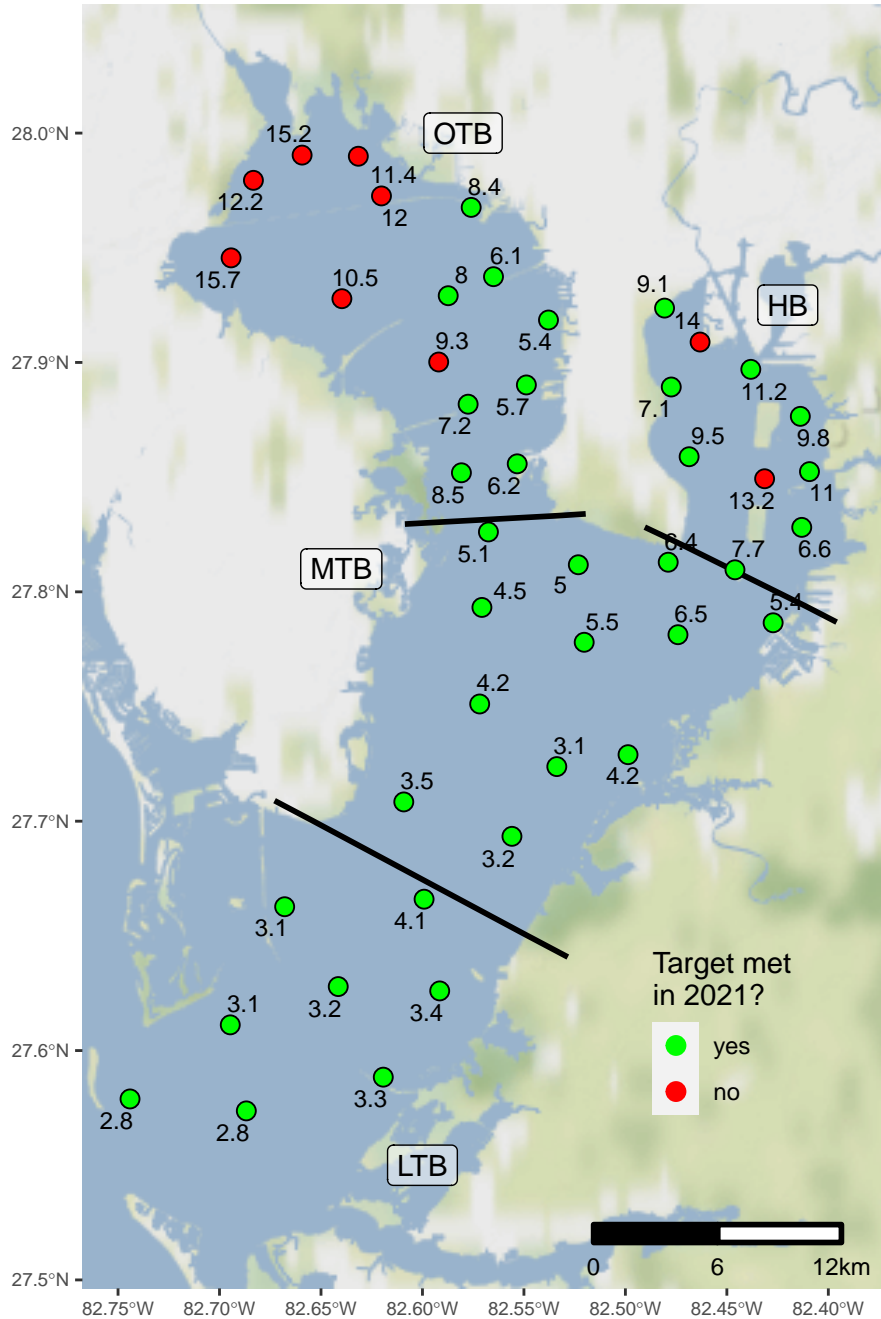 28.0°N
27.9°N
27.8°N
27.7°N
27.6°N
27.5°N
OTB
15.2
11.4
12.2
12
8.4
15.7
10.5
8
6.1
5.4
9.3
5.7
7.2
8.5
6.2
9.1
14
HB
7.1
11.2
9.8
9.5
13.2
11
6.6
MTB
5.1
5
6.4
7.7
4.5
5.5
6.5
5.4
4.2
3.1
4.2
3.5
3.2
3.1
4.1
3.1
3.2
3.4
2.8
2.8
3.3
LTB
Target met
in 2021?
yes
no
0 6 12km
82.75°W 82.70°W 82.65°W 82.60°W 82.55°W 82.50°W 82.45°W 82.40°W